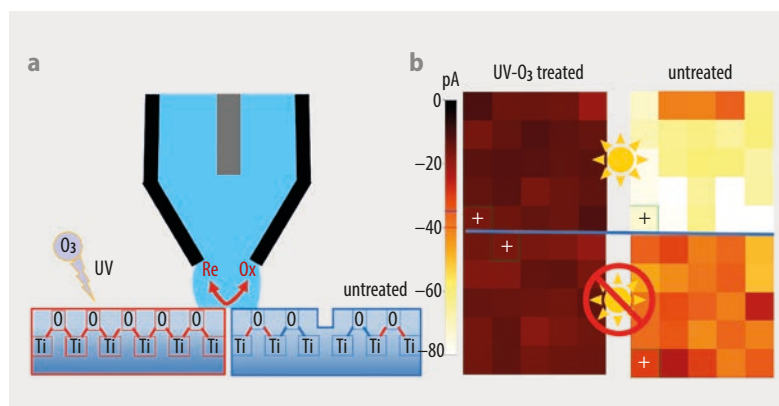 a
O₃
UV
Re Ox
untreated
O O O O O O O O O O
Ti Ti Ti Ti Ti Ti Ti Ti Ti Ti Ti
b
UV-O₃ treated untreated
pA
0
−20
−40
−60
−80
+ +
+
+